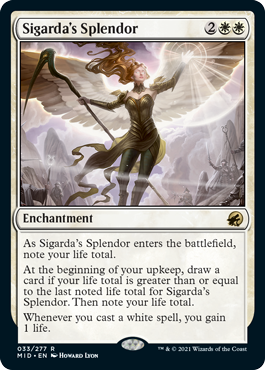 Sigarda's Splendor 2
Enchantment
As Sigarda's Splendor enters the battlefield,
note your life total.
At the beginning of your upkeep, draw a
card if your life total is greater than or equal
to the last noted life total for Sigarda's
Splendor. Then note your life total.
Whenever you cast a white spell, you gain
1 life.
033/277 R
MID • EN Howard Lyon
™ & © 2021 Wizards of the Coast